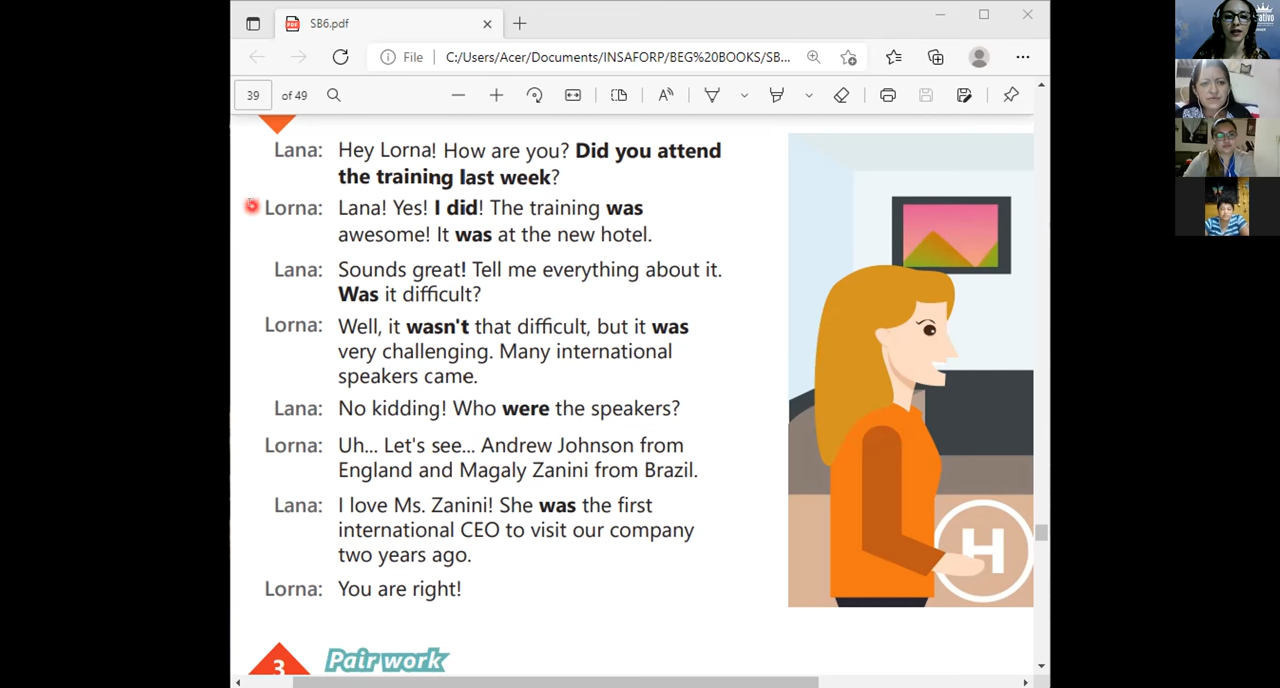 SB6.pdf
File
C:/Users/Acer/Documents/INSAFORP/BEG%20BOOKS/SB...
39 of 49
Lana: Hey Lorna! How are you? Did you attend
the training last week?
Lorna: Lana! Yes! I did! The training was
awesome! It was at the new hotel.
Lana: Sounds great! Tell me everything about it.
Was it difficult?
Lorna: Well, it wasn't that difficult, but it was
very challenging. Many international
speakers came.
Lana: No kidding! Who were the speakers?
Lorna: Uh... Let's see... Andrew Johnson from
England and Magaly Zanini from Brazil.
Lana: I love Ms. Zanini! She was the first
international CEO to visit our company
two years ago.
Lorna: You are right!
H
3 Pair work